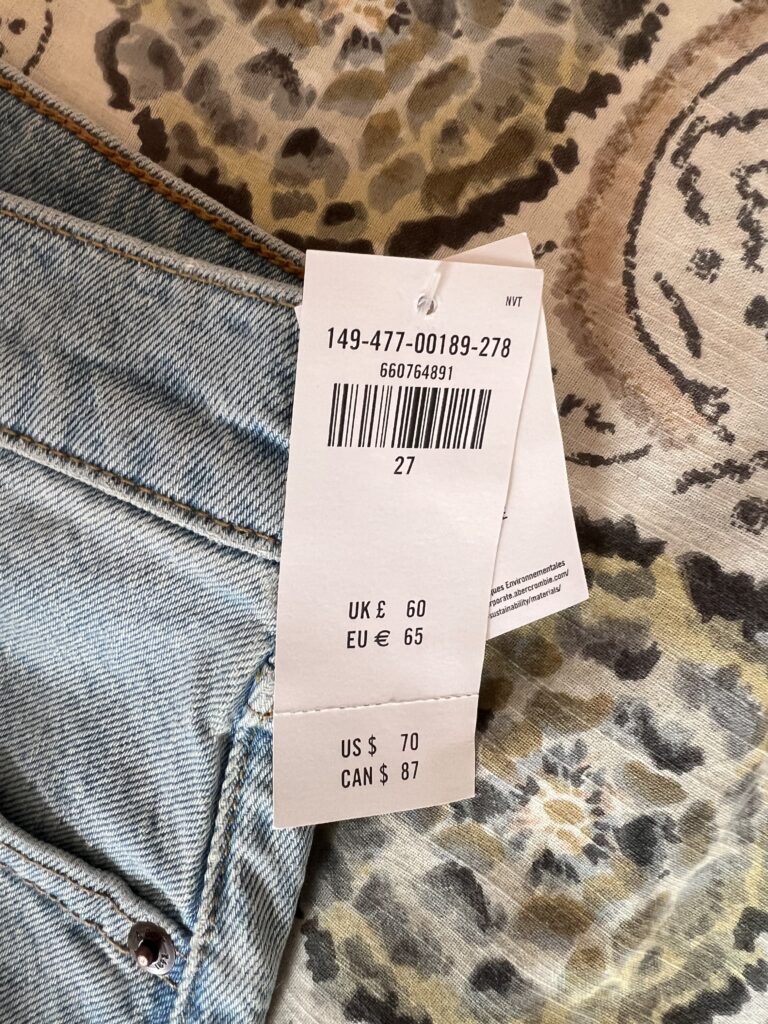 NVT
149-477-00189-278
660764891
27
UK £ 60
EU € 65
US $ 70
CAN $ 87
ques Environnementales
rporate.abercrombie.com/
sustainability/materials/